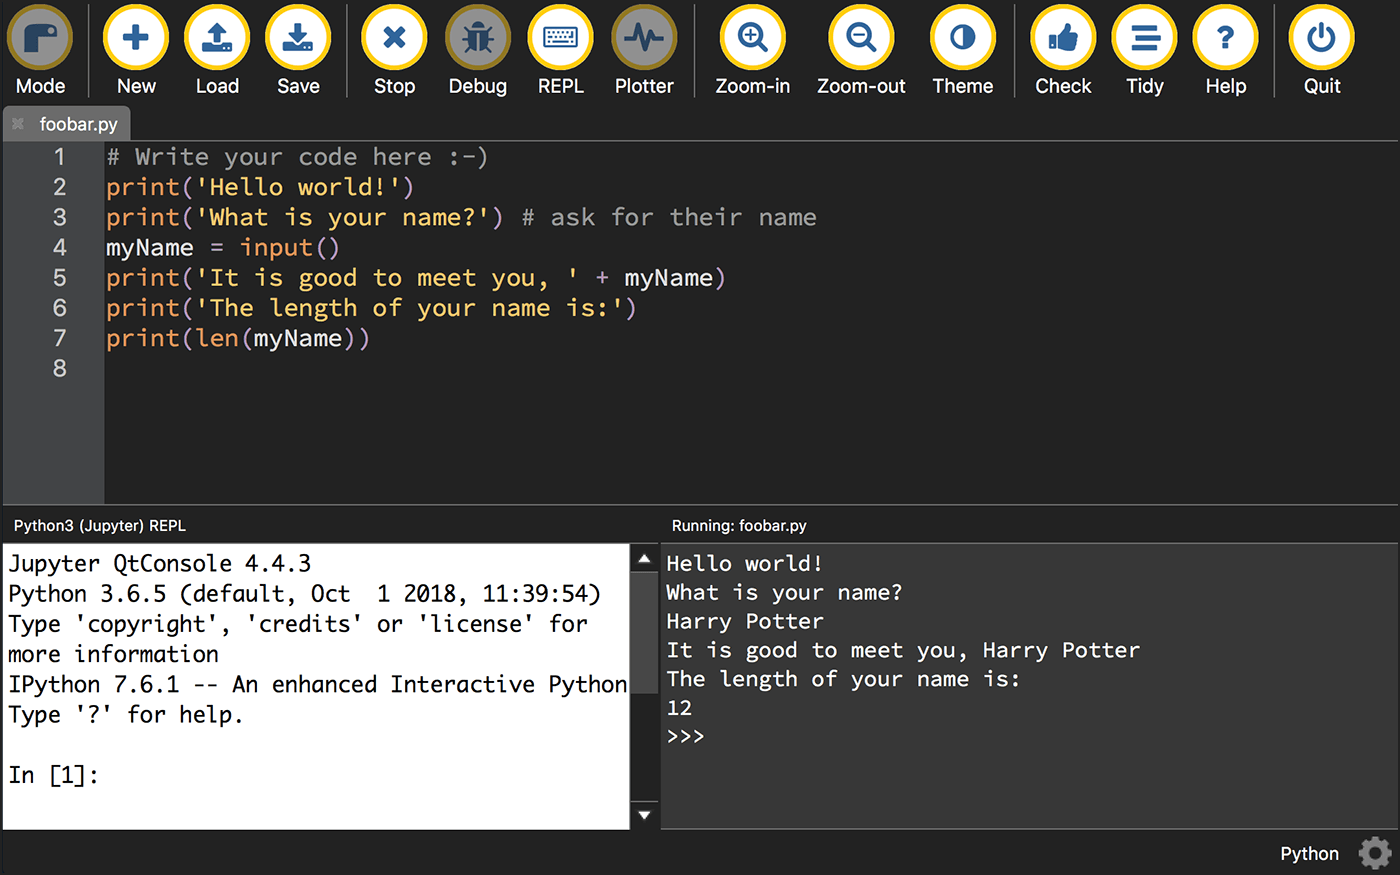 Mode New Load Save Stop Debug REPL Plotter Zoom-in Zoom-out Theme Check Tidy Help Quit
foobar.py
1 # Write your code here :-)
2 print('Hello world!')
3 print('What is your name?') # ask for their name
4 myName = input()
5 print('It is good to meet you, ' + myName)
6 print('The length of your name is:')
7 print(len(myName))
8
Python3 (Jupyter) REPL
Jupyter QtConsole 4.4.3
Python 3.6.5 (default, Oct  1 2018, 11:39:54)
Type 'copyright', 'credits' or 'license' for
more information
IPython 7.6.1 -- An enhanced Interactive Python
Type '?' for help.
In [1]:
Running: foobar.py
Hello world!
What is your name?
Harry Potter
It is good to meet you, Harry Potter
The length of your name is:
12
>>>
Python